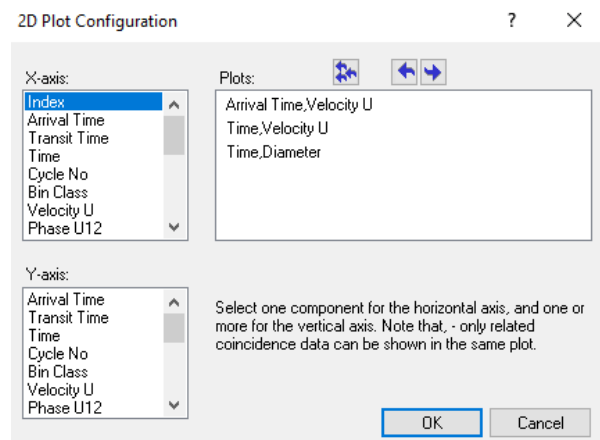 2D Plot Configuration
?
X-axis:
Index
Arrival Time
Transit Time
Time
Cycle No
Bin Class
Velocity U
Phase U12
Plots:
Arrival Time,Velocity U
Time,Velocity U
Time,Diameter
Y-axis:
Arrival Time
Transit Time
Time
Cycle No
Bin Class
Velocity U
Phase U12
Select one component for the horizontal axis, and one or
more for the vertical axis. Note that, - only related
coincidence data can be shown in the same plot.
OK
Cancel